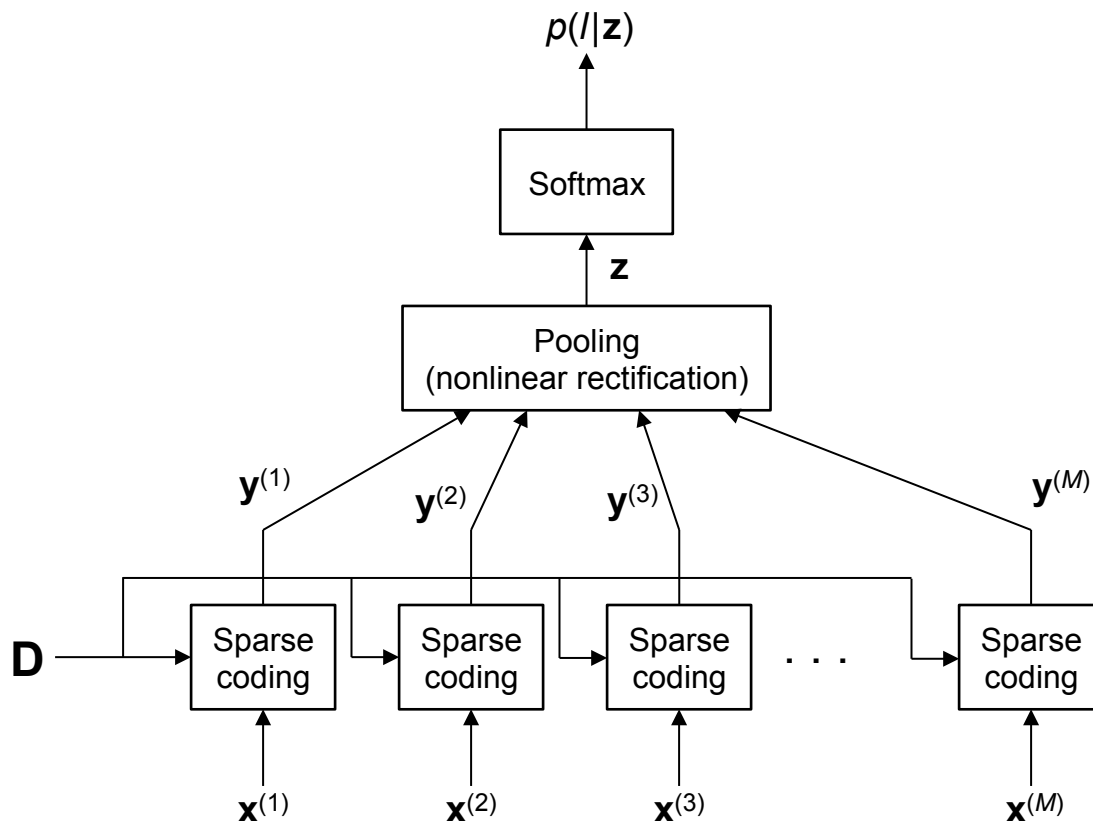 p(l|z)
Softmax
z
Pooling
(nonlinear rectification)
y(1)
y(2)
y(3)
y(M)
D
Sparse
coding
Sparse
coding
Sparse
coding
. . .
Sparse
coding
x(1)
x(2)
x(3)
x(M)